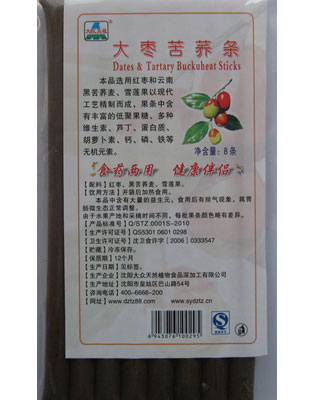 大枣苦荞条
Dates & Tartary Buckuheat Sticks
本品选用红枣和云南
黑苦荞麦、雪莲果以现代
工艺精制而成，果条中含
有丰富的低聚果糖、多种
维生素、芦丁、蛋白质、
胡萝卜素、钙、磷、铁等
无机元素。
净含量：8条
食药两用 健康伴侣
【配料】红枣、黑苦荞麦、雪莲果。
【饮用方法】开袋后加热食用。
本品中含有大量的益生元，食用后有排气现象，属胃
肠微生态正常调整。
由于水果产地和采摘时间不同，每批果条颜色略有差异。
【产品标准号】Q/STZ 0001S-2010
【生产许可证号】QS5301 0601 0298
【卫生许可证号】沈卫食许字［2006］0333547
【贮藏】冷冻保存。
【保质期】12个月
【生产日期】见标签。
【生产企业】沈阳大众天然植物食品深加工有限公司
【生产地址】沈阳市皇姑区巴山路54号
【咨询电话】400-6666-200
【网址】www.dztz88.com www.sydztz.cn
6943076100295
QS